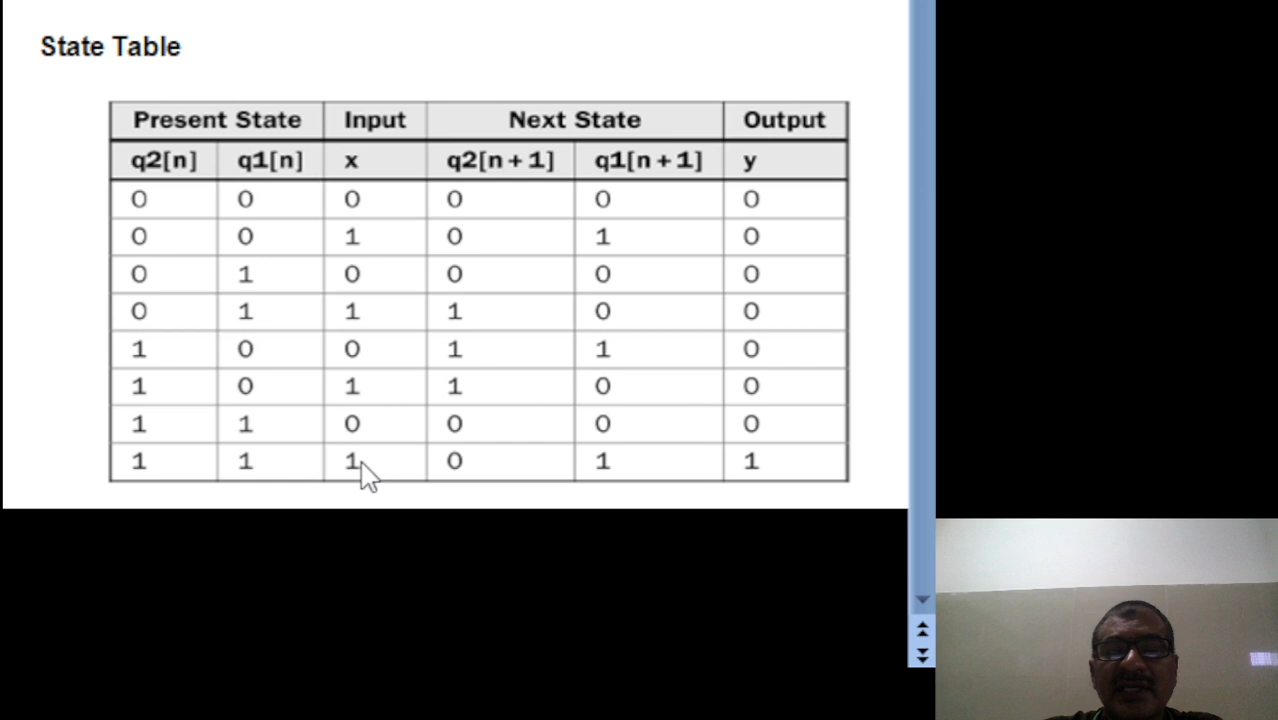 State Table
Present State Input Next State Output
q2[n] q1[n] x q2[n + 1] q1[n + 1] y
0 0 0 0 0 0
0 0 1 0 1 0
0 1 0 0 0 0
0 1 1 1 0 0
1 0 0 1 1 0
1 0 1 1 0 0
1 1 0 0 0 0
1 1 1 0 1 1